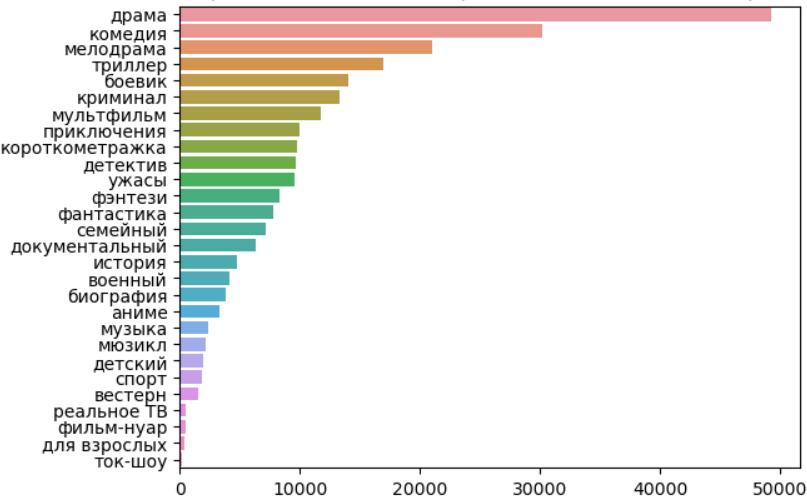 драма
комедия
мелодрама
триллер
боевик
криминал
мультфильм
приключения
короткометражка
детектив
ужасы
фэнтези
фантастика
семейный
документальный
история
военный
биография
аниме
музыка
мюзикл
детский
спорт
вестерн
реальное ТВ
фильм-нуар
для взрослых
ток-шоу
0 10000 20000 30000 40000 50000